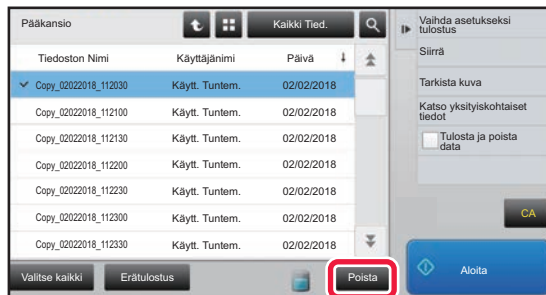 Pääkansio
Kaikki Tied.
Tiedoston Nimi Käyttäjänimi Päivä
Copy_02022018_112030 Käytt. Tuntem. 02/02/2018
Copy_02022018_112100 Käytt. Tuntem. 02/02/2018
Copy_02022018_112130 Käytt. Tuntem. 02/02/2018
Copy_02022018_112200 Käytt. Tuntem. 02/02/2018
Copy_02022018_112230 Käytt. Tuntem. 02/02/2018
Copy_02022018_112300 Käytt. Tuntem. 02/02/2018
Copy_02022018_112330 Käytt. Tuntem. 02/02/2018
Valitse kaikki
Erätulostus
Poista
Vaihda asetukseksi
tulostus
Siirrä
Tarkista kuva
Katso yksityiskohtaiset
tiedot
Tulosta ja poista
data
CA
Aloita